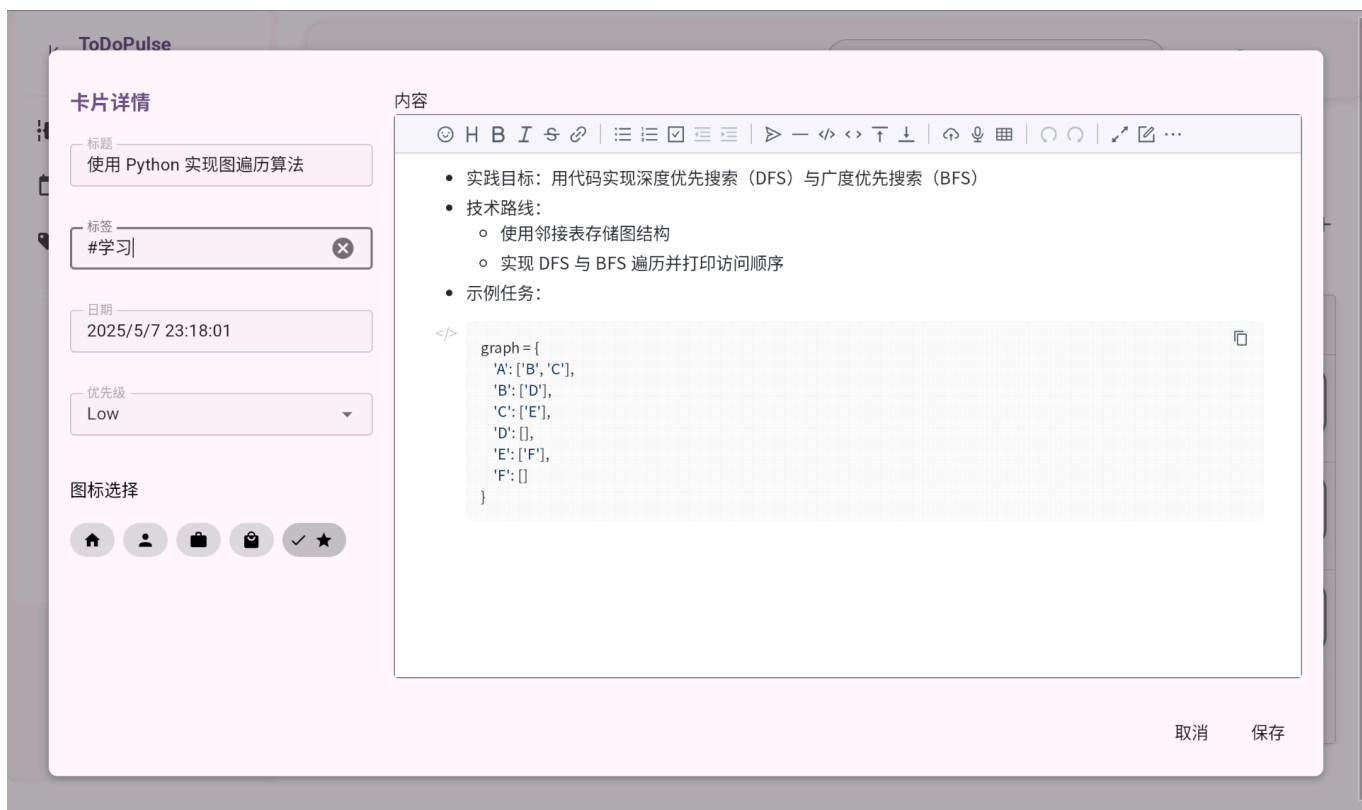 ToDoPulse
卡片详情
标题
使用 Python 实现图遍历算法
标签
#学习
日期
2025/5/7 23:18:01
优先级
Low
图标选择
内容
实践目标：用代码实现深度优先搜索（DFS）与广度优先搜索（BFS）
技术路线：
使用邻接表存储图结构
实现 DFS 与 BFS 遍历并打印访问顺序
示例任务：
graph = {
'A': ['B', 'C'],
'B': ['D'],
'C': ['E'],
'D': [],
'E': ['F'],
'F': []
}
取消
保存